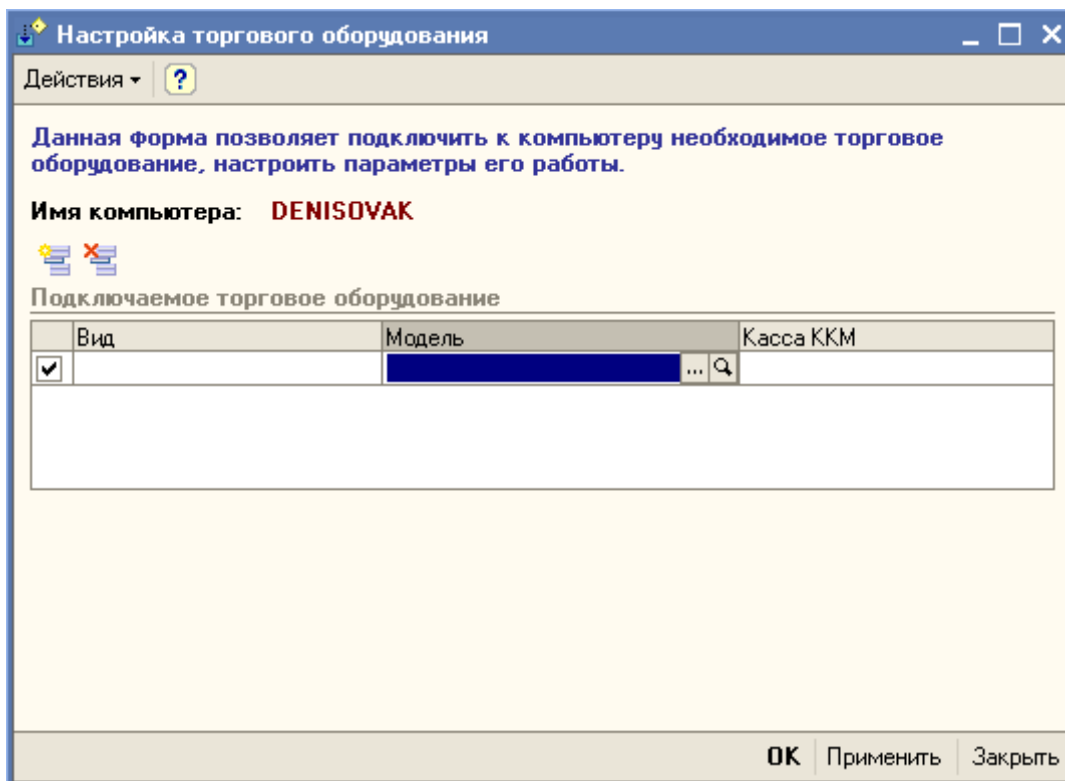 Настройка торгового оборудования
Действия
?
Данная форма позволяет подключить к компьютеру необходимое торговое
оборудование, настроить параметры его работы.
Имя компьютера: DENISOVAK
Подключаемое торговое оборудование
Вид Модель Касса ККМ
...
OK Применить Закрыть